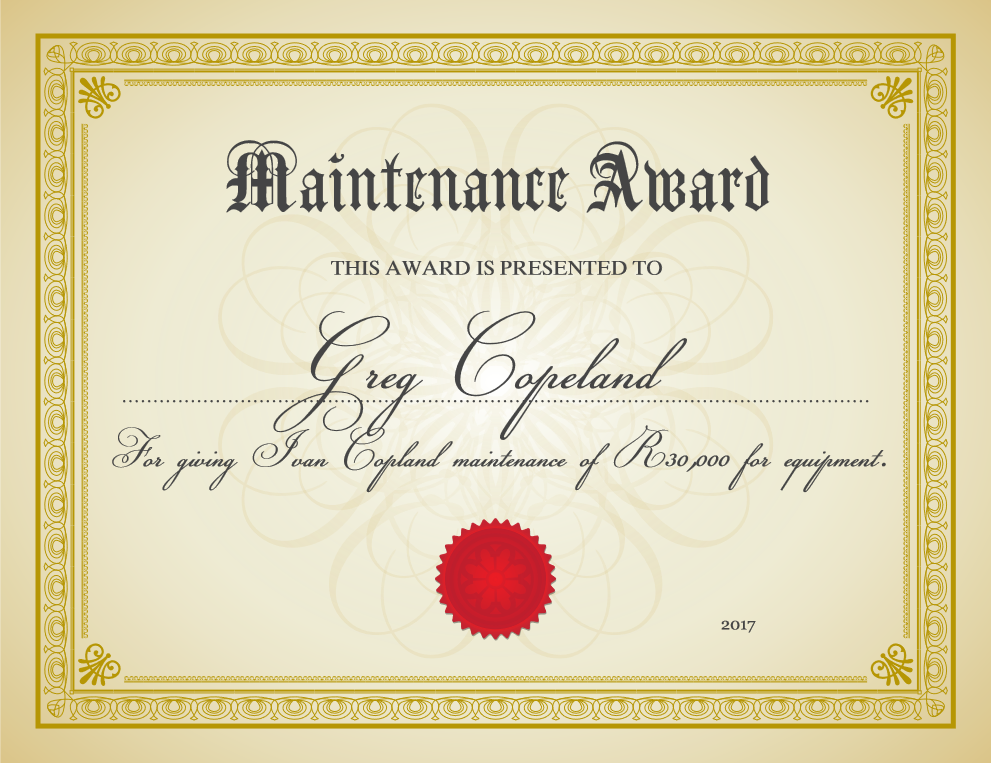 Maintenance Award
THIS AWARD IS PRESENTED TO
Greg Copeland
For giving Ivan Copland maintenance of R30,000 for equipment.
2017